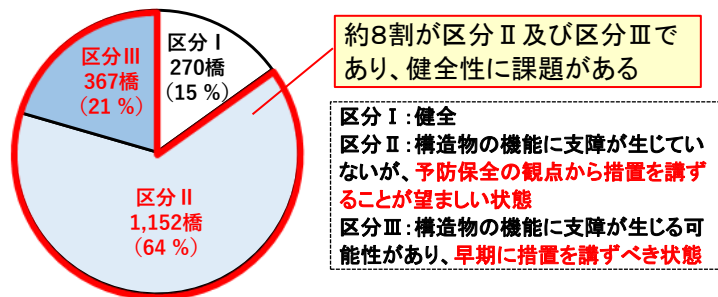 区分Ⅰ
270橋
(15 %)
区分Ⅲ
367橋
(21 %)
区分Ⅱ
1,152橋
(64 %)
約8割が区分Ⅱ及び区分Ⅲで
あり、健全性に課題がある
区分Ⅰ:健全
区分Ⅱ:構造物の機能に支障が生じてい
ないが、予防保全の観点から措置を講ず
ることが望ましい状態
区分Ⅲ:構造物の機能に支障が生じる可
能性があり、早期に措置を講ずべき状態